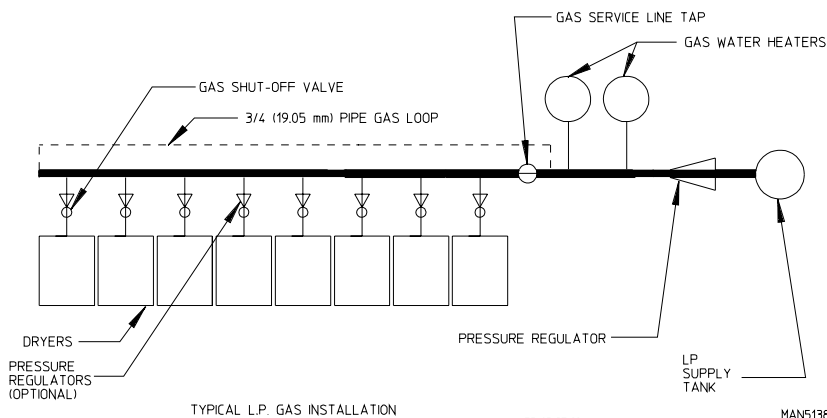 GAS SERVICE LINE TAP
GAS WATER HEATERS
GAS SHUT-OFF VALVE
3/4 (19.05 mm) PIPE GAS LOOP
DRYERS
PRESSURE
REGULATORS
(OPTIONAL)
PRESSURE REGULATOR
LP
SUPPLY
TANK
TYPICAL L.P. GAS INSTALLATION